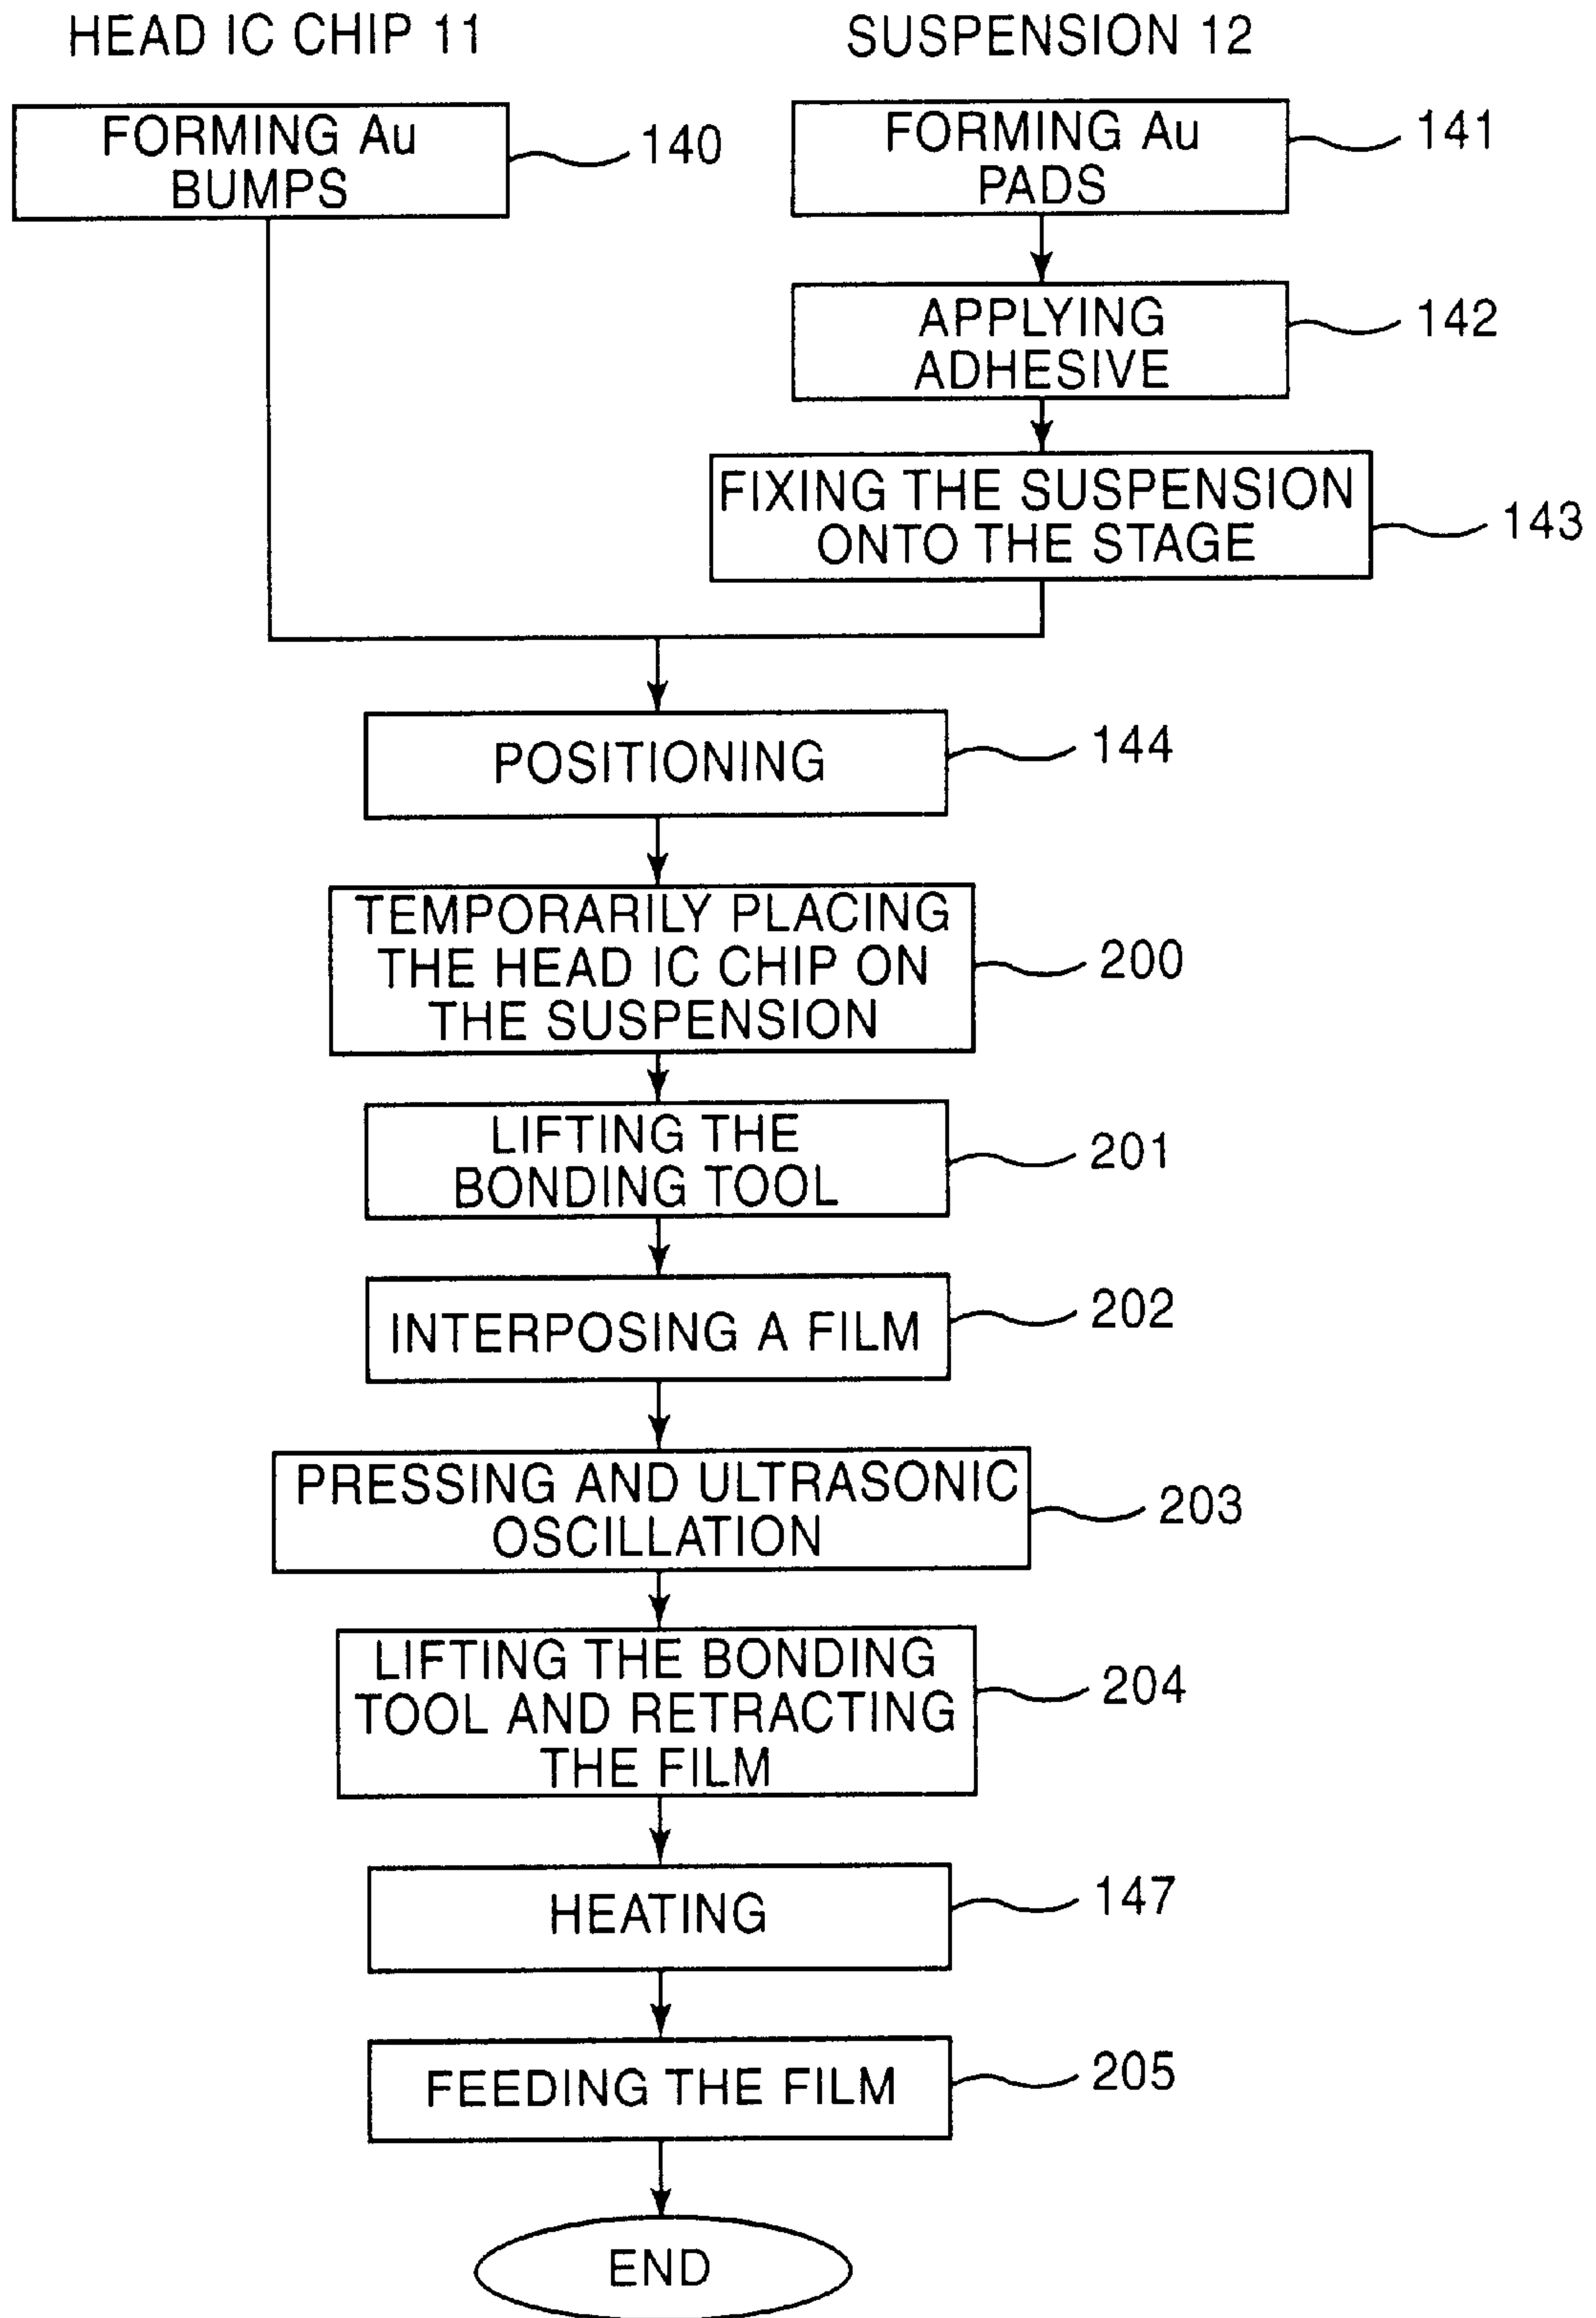 HEAD IC CHIP 11
SUSPENSION 12
FORMING Au
BUMPS
140
FORMING Au
PADS
141
APPLYING
ADHESIVE
142
FIXING THE SUSPENSION
ONTO THE STAGE
143
POSITIONING
144
TEMPORARILY PLACING
THE HEAD IC CHIP ON
THE SUSPENSION
200
LIFTING THE
BONDING TOOL
201
INTERPOSING A FILM
202
PRESSING AND ULTRASONIC
OSCILLATION
203
LIFTING THE BONDING
TOOL AND RETRACTING
THE FILM
204
HEATING
147
FEEDING THE FILM
205
END